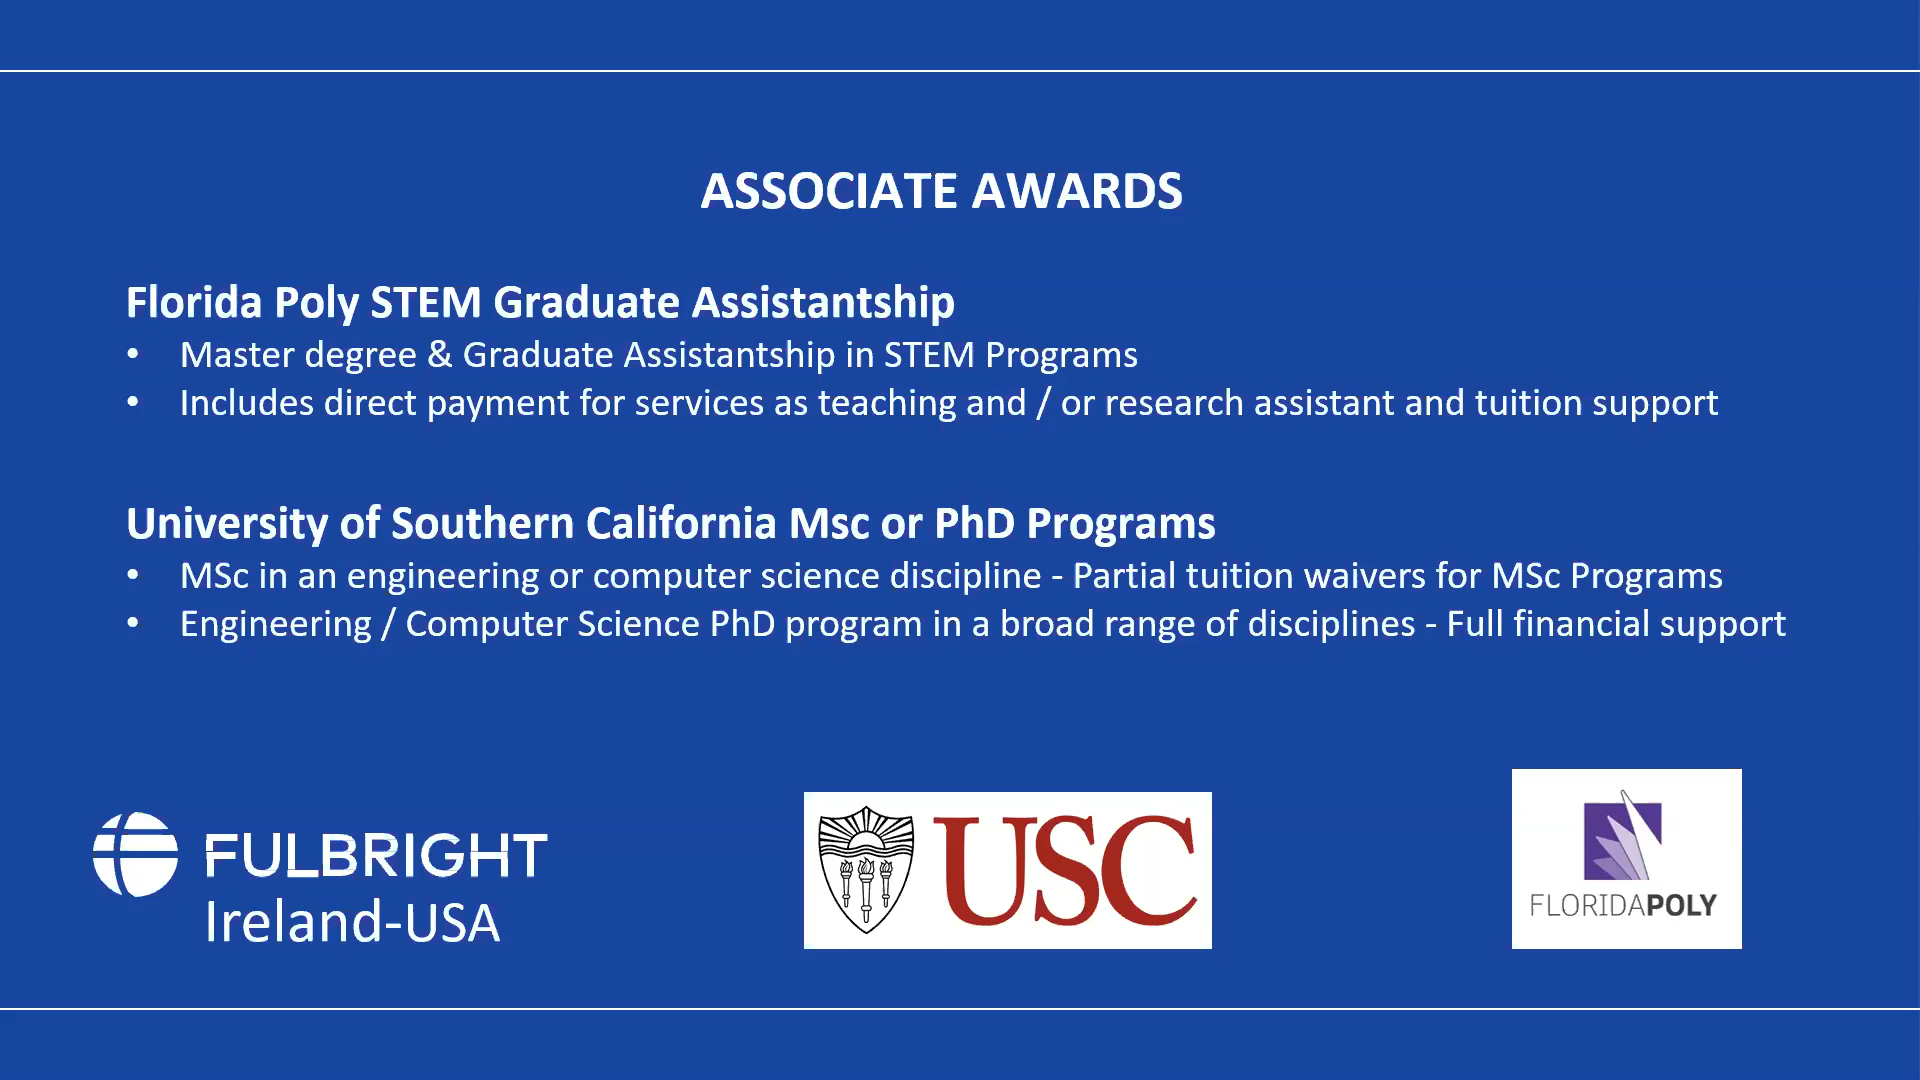 ASSOCIATE AWARDS
Florida Poly STEM Graduate Assistantship
• Master degree & Graduate Assistantship in STEM Programs
• Includes direct payment for services as teaching and / or research assistant and tuition support
University of Southern California Msc or PhD Programs
• MSc in an engineering or computer science discipline - Partial tuition waivers for MSc Programs
• Engineering / Computer Science PhD program in a broad range of disciplines - Full financial support
FULBRIGHT
Ireland-USA
USC
FLORIDAPOLY